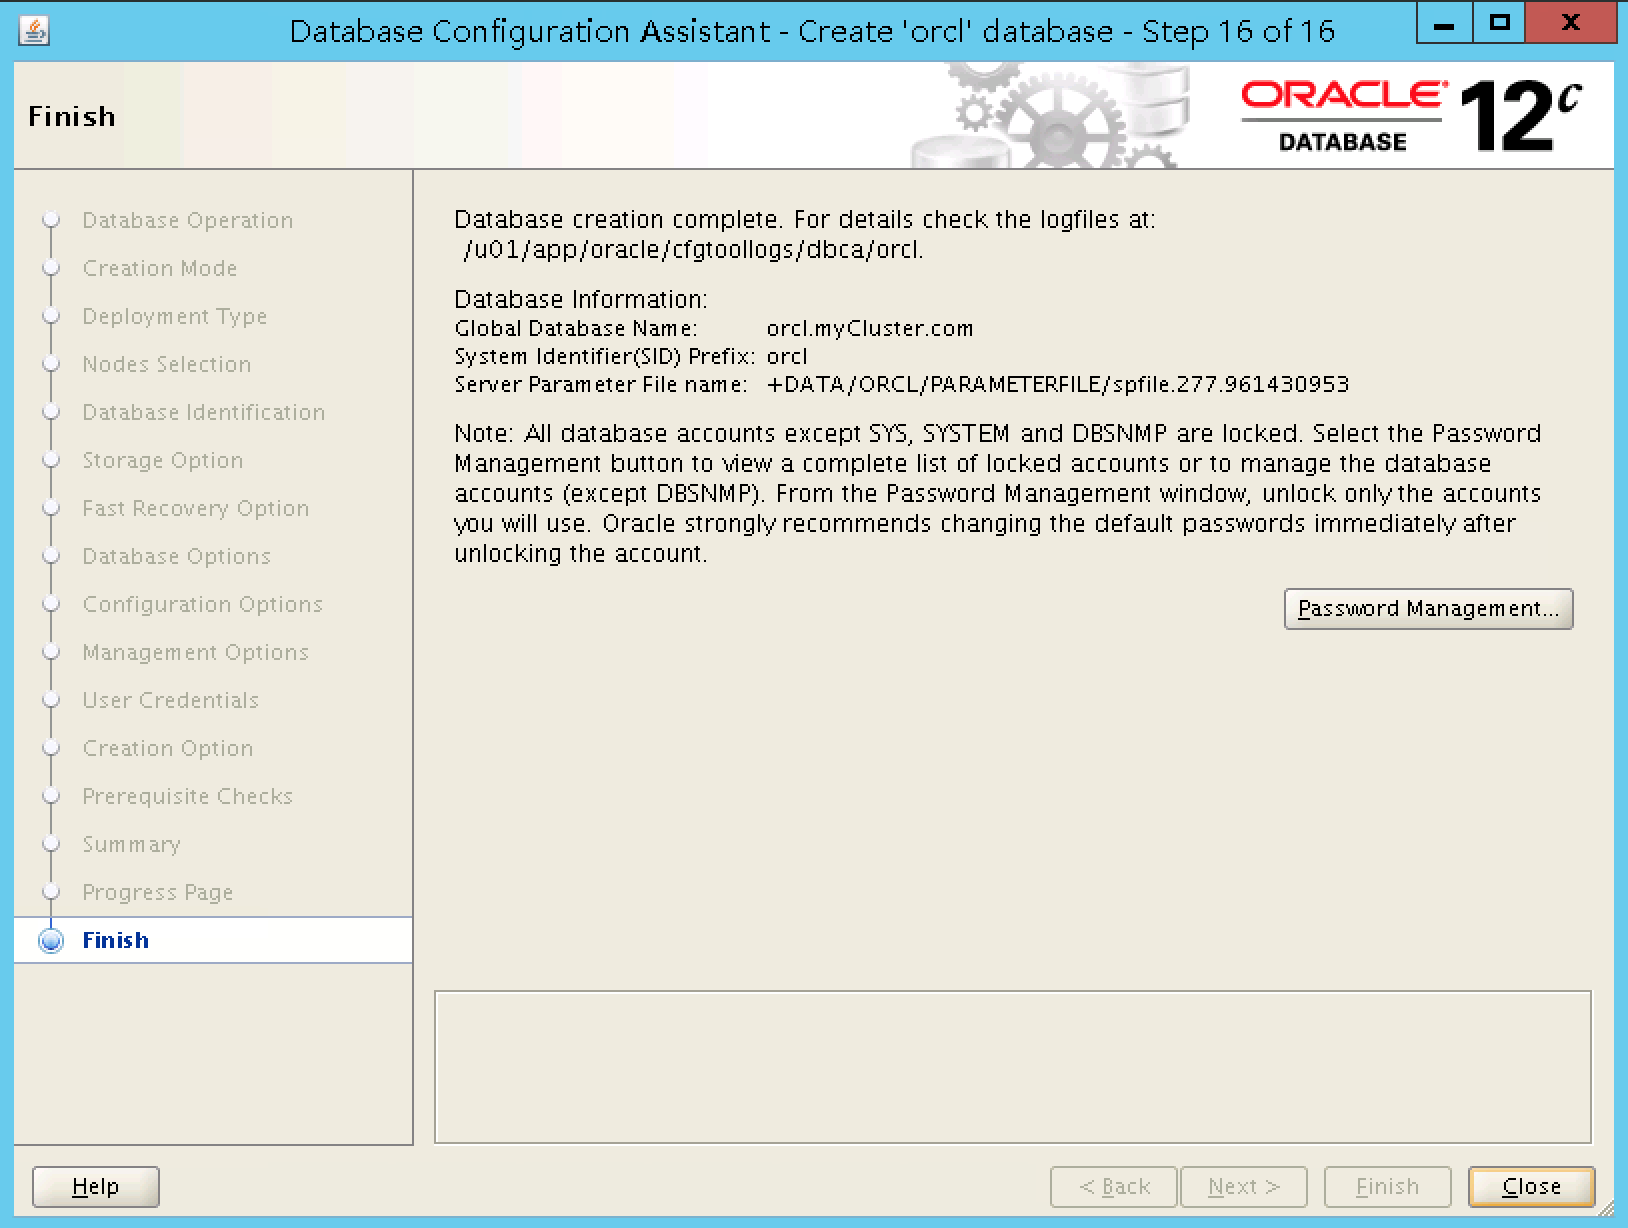 Database Configuration Assistant - Create 'orcl' database - Step 16 of 16
Finish
ORACLE
DATABASE
12c
Database Operation
Creation Mode
Deployment Type
Nodes Selection
Database Identification
Storage Option
Fast Recovery Option
Database Options
Configuration Options
Management Options
User Credentials
Creation Option
Prerequisite Checks
Summary
Progress Page
Finish
Database creation complete. For details check the logfiles at:
/u01/app/oracle/cfgtoollogs/dbca/orcl.
Database Information:
Global Database Name: orcl.myCluster.com
System Identifier(SID) Prefix: orcl
Server Parameter File name: +DATA/ORCL/PARAMETERFILE/spfile.277.961430953
Note: All database accounts except SYS, SYSTEM and DBSNMP are locked. Select the Password
Management button to view a complete list of locked accounts or to manage the database
accounts (except DBSNMP). From the Password Management window, unlock only the accounts
you will use. Oracle strongly recommends changing the default passwords immediately after
unlocking the account.
Password Management...
Help
< Back
Next >
Finish
Close